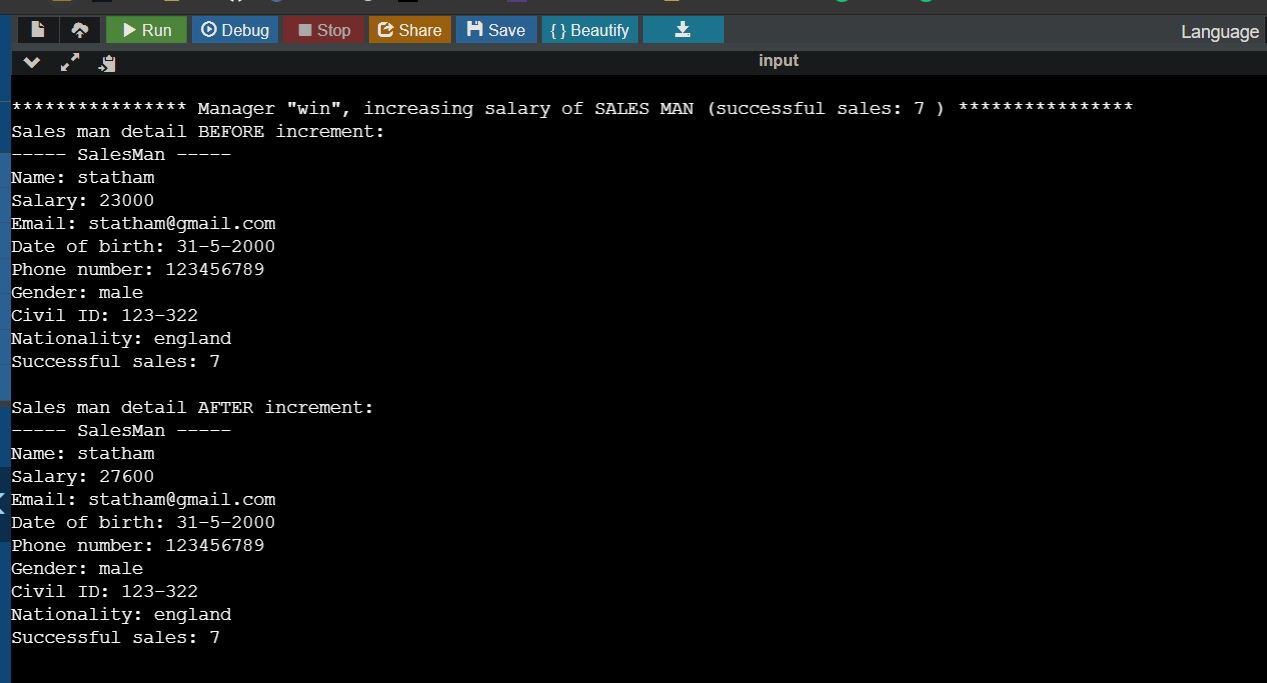 Run Debug Stop Share Save { } Beautify
Language
input
**************** Manager "win", increasing salary of SALES MAN (successful sales: 7 ) ****************
Sales man detail BEFORE increment:
----- SalesMan -----
Name: statham
Salary: 23000
Email: statham@gmail.com
Date of birth: 31-5-2000
Phone number: 123456789
Gender: male
Civil ID: 123-322
Nationality: england
Successful sales: 7
Sales man detail AFTER increment:
----- SalesMan -----
Name: statham
Salary: 27600
Email: statham@gmail.com
Date of birth: 31-5-2000
Phone number: 123456789
Gender: male
Civil ID: 123-322
Nationality: england
Successful sales: 7